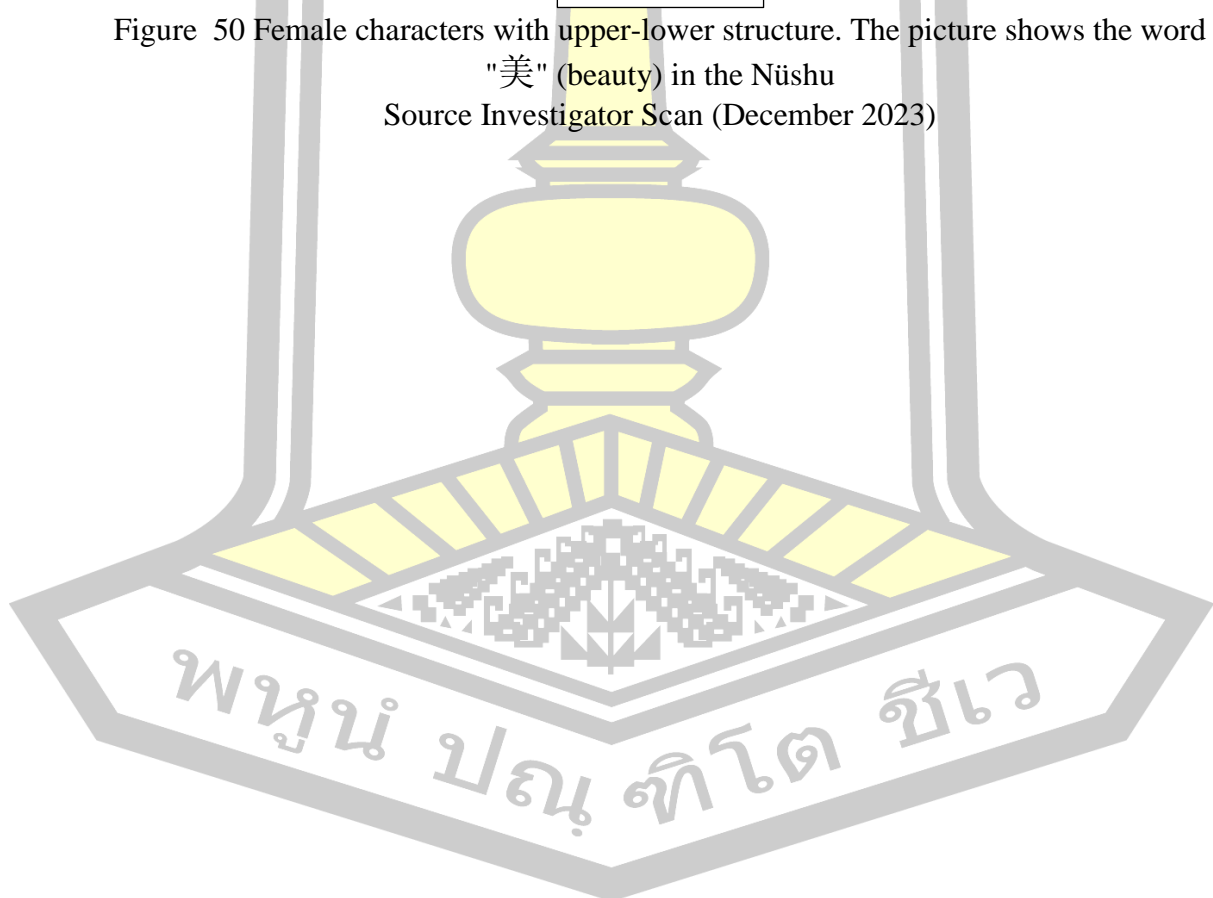 Figure  50 Female characters with upper-lower structure. The picture shows the word
"美" (beauty) in the Nüshu
Source Investigator Scan (December 2023)
พหูนํ ปณฺฑิโต ชีเว